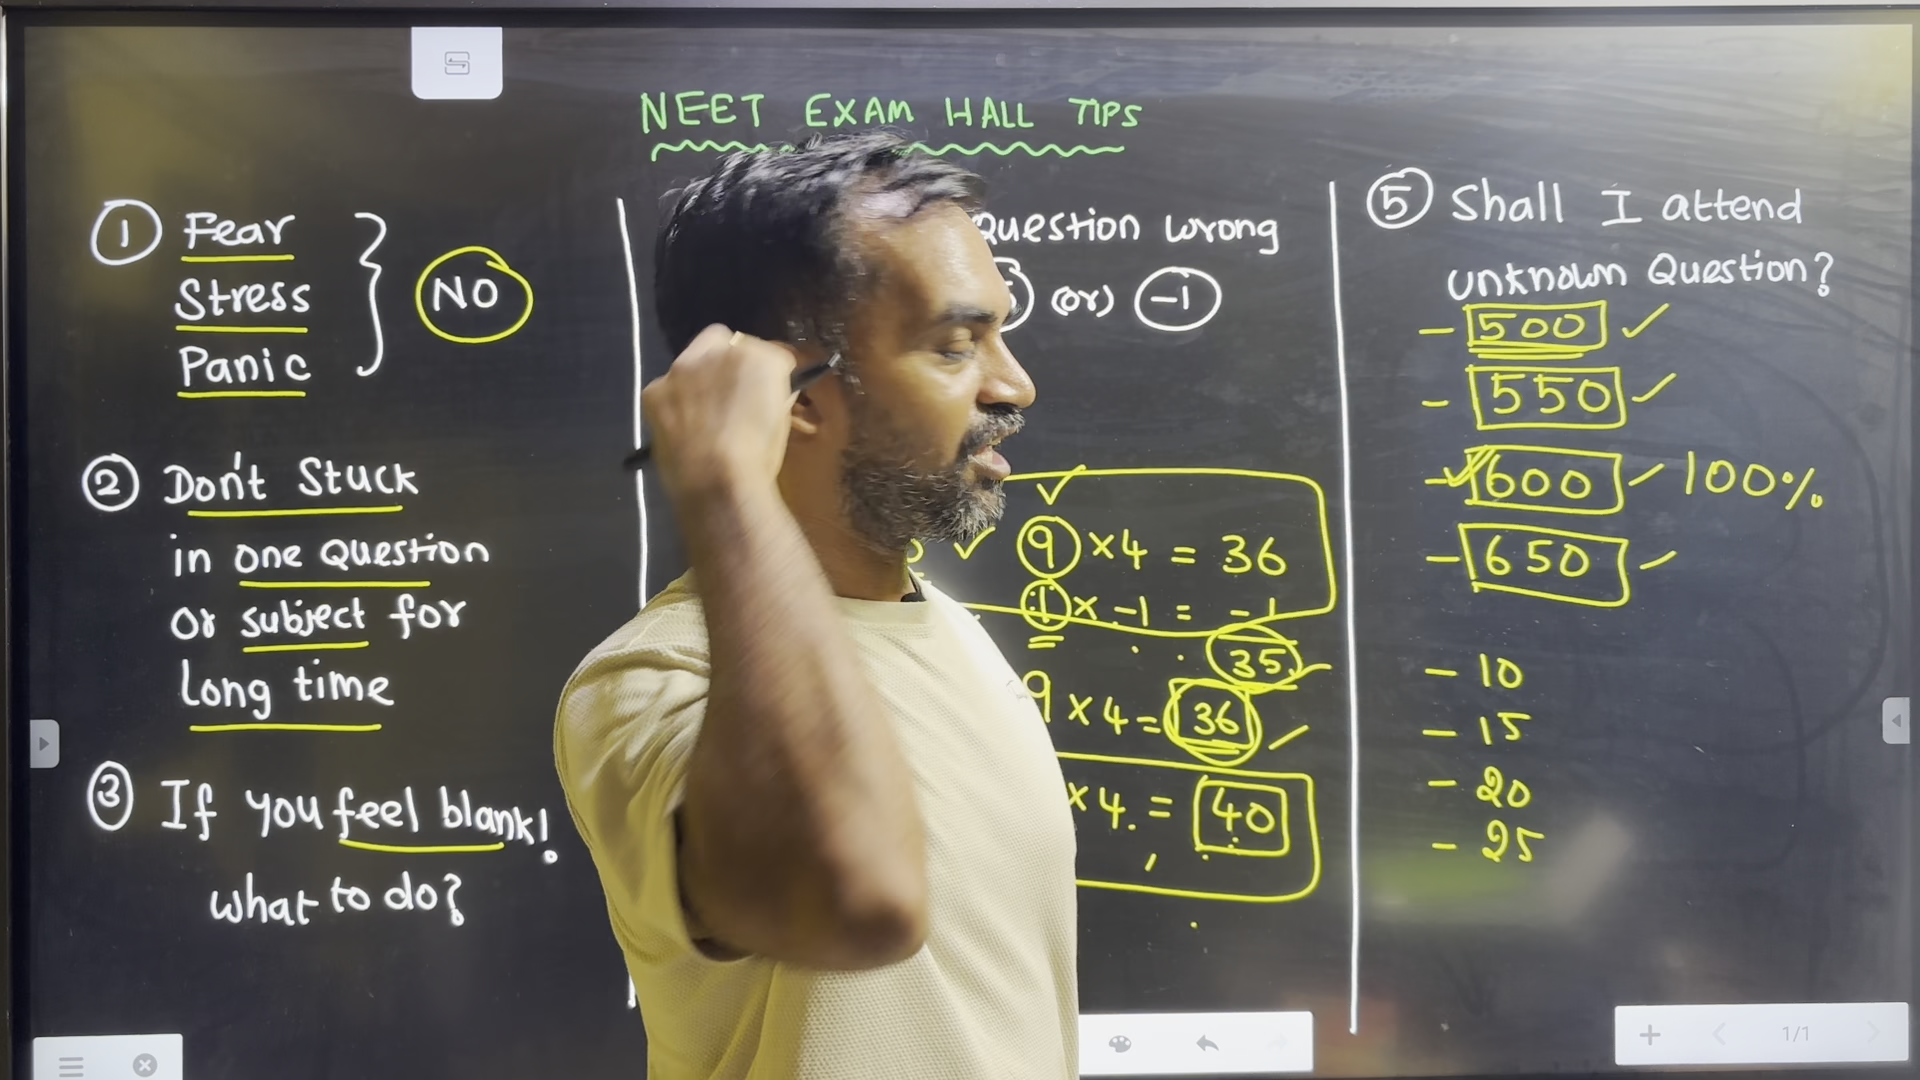 NEET EXAM HALL TIPS
① Fear
Stress
Panic
NO
② Don't Stuck
in one Question
Or subject for
Long time
③ If you feel blank!
what to do?
Question wrong
(or) -1
9 ×4 = 36
1 × -1 = -1
35
9 ×4 = 36
×4. = 40
⑤ Shall I attend
unknown Question?
- 500 ✓
- 550 ✓
- 600 ✓ 100%
- 650 ✓
- 10
- 15
- 20
- 25
1/1